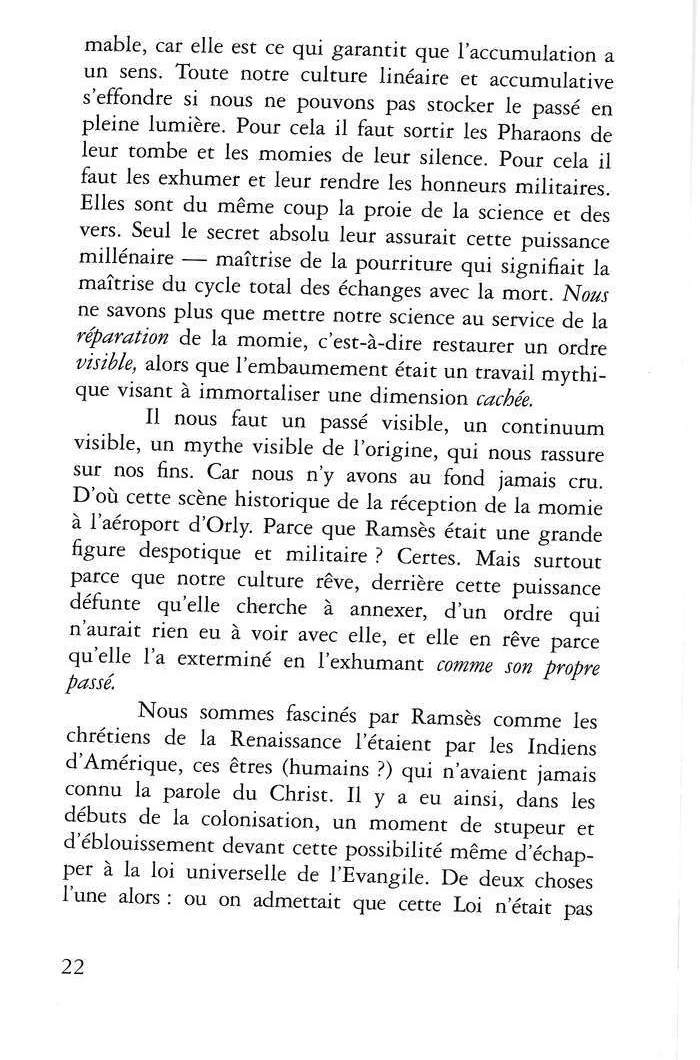 mable, car elle est ce qui garantit que l'accumulation a
un sens. Toute notre culture linéaire et accumulative
s'effondre si nous ne pouvons pas stocker le passé en
pleine lumière. Pour cela il faut sortir les Pharaons de
leur tombe et les momies de leur silence. Pour cela il
faut les exhumer et leur rendre les honneurs militaires.
Elles sont du même coup la proie de la science et des
vers. Seul le secret absolu leur assurait cette puissance
millénaire — maîtrise de la pourriture qui signifiait la
maîtrise du cycle total des échanges avec la mort. Nous
ne savons plus que mettre notre science au service de la
réparation de la momie, c'est-à-dire restaurer un ordre
visible, alors que l'embaumement était un travail mythi-
que visant à immortaliser une dimension cachée.
Il nous faut un passé visible, un continuum
visible, un mythe visible de l'origine, qui nous rassure
sur nos fins. Car nous n'y avons au fond jamais cru.
D'où cette scène historique de la réception de la momie
à l'aéroport d'Orly. Parce que Ramsès était une grande
figure despotique et militaire ? Certes. Mais surtout
parce que notre culture rêve, derrière cette puissance
défunte qu'elle cherche à annexer, d'un ordre qui
n'aurait rien eu à voir avec elle, et elle en rêve parce
qu'elle l'a exterminé en l'exhumant comme son propre
passé.
Nous sommes fascinés par Ramsès comme les
chrétiens de la Renaissance l'étaient par les Indiens
d'Amérique, ces êtres (humains ?) qui n'avaient jamais
connu la parole du Christ. Il y a eu ainsi, dans les
débuts de la colonisation, un moment de stupeur et
d'éblouissement devant cette possibilité même d'échap-
per à la loi universelle de l'Evangile. De deux choses
l'une alors : ou on admettait que cette Loi n'était pas
22